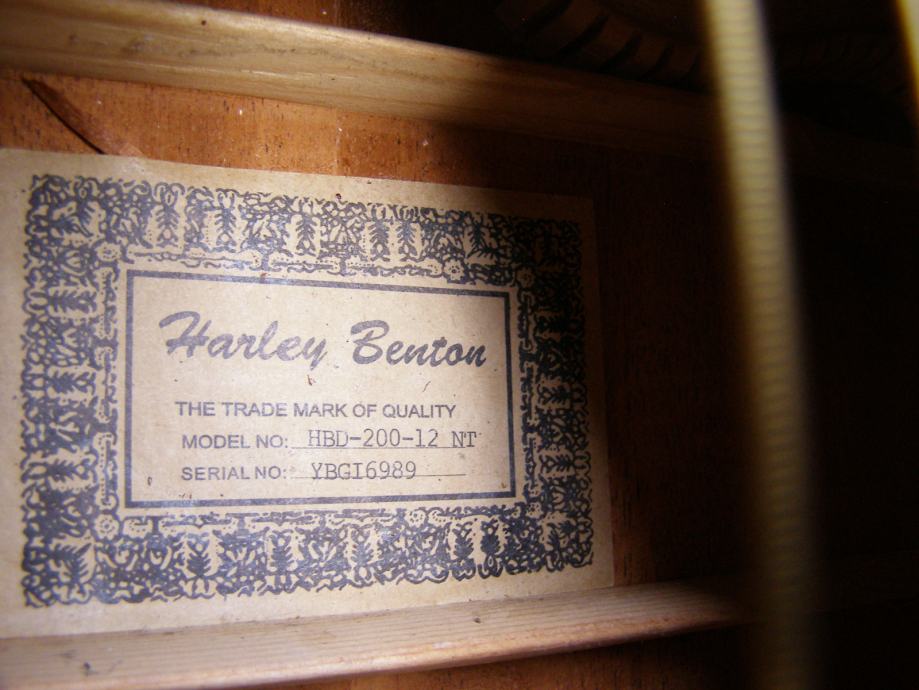 Harley Benton
THE TRADE MARK OF QUALITY
MODEL NO: HBD-200-12 NT
SERIAL NO: YBGI6989